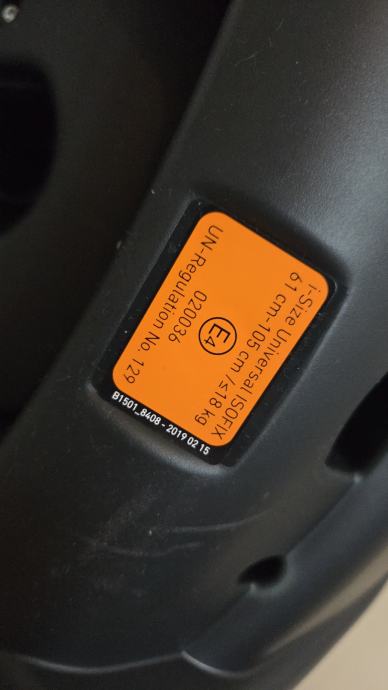 i-Size Universal ISOFIX
61 cm-105 cm /≤18 kg
E4
020036
UN-Regulation No. 129
B1501_8408 - 2019 02 15